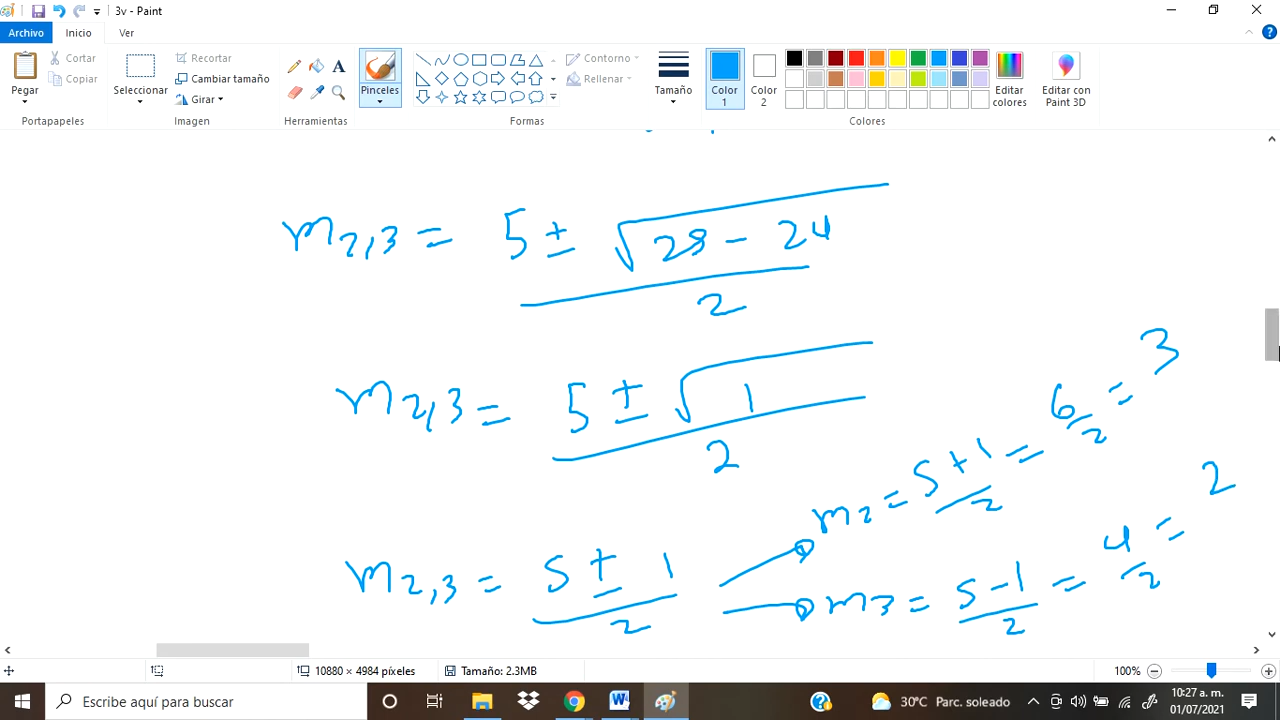 3v - Paint
Archivo Inicio Ver
Pegar
Cortar
Copiar
Portapapeles
Seleccionar
Recortar
Cambiar tamaño
Girar
Imagen
Herramientas
Pinceles
Contorno
Rellenar
Formas
Tamaño
Color 1
Color 2
Editar colores
Editar con Paint 3D
Colores
m2,3 = 5 ± √25 - 24 / 2
m2,3 = 5 ± √1 / 2
m2,3 = 5 ± 1 / 2
m2 = 5 + 1 / 2 = 6/2 = 3
m3 = 5 - 1 / 2 = 4/2 = 2
10880 × 4984 píxeles
Tamaño: 2.3MB
100%
Escribe aquí para buscar
30°C Parc. soleado
10:27 a. m.
01/07/2021